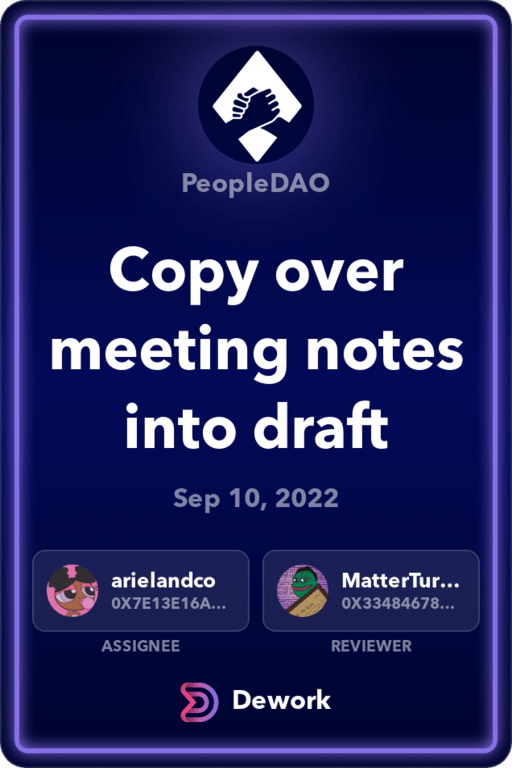 PeopleDAO
Copy over
meeting notes
into draft
Sep 10, 2022
arielandco
0X7E13E16A...
MatterTur...
0X33484678...
ASSIGNEE
REVIEWER
Dework